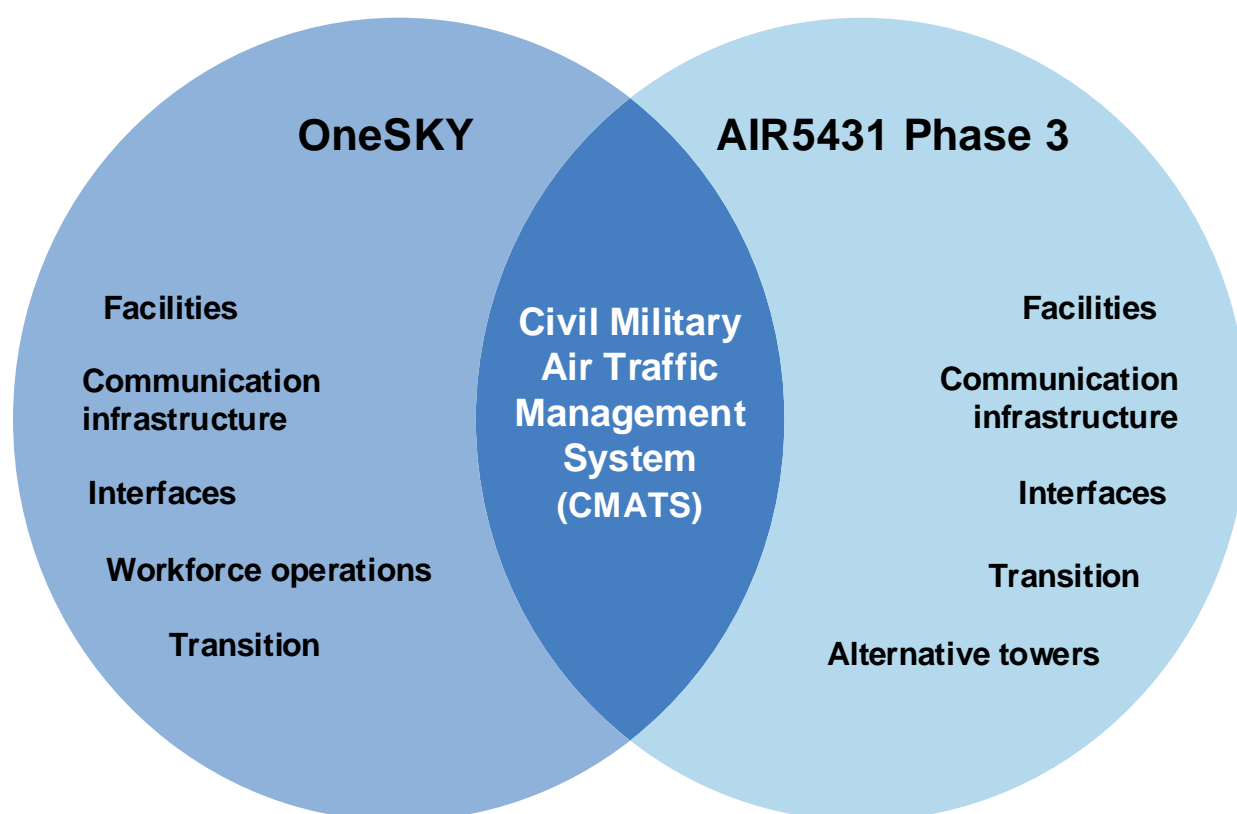 OneSKY
AIR5431 Phase 3
Facilities
Communication
infrastructure
Interfaces
Workforce operations
Transition
Civil Military
Air Traffic
Management
System
(CMATS)
Facilities
Communication
infrastructure
Interfaces
Transition
Alternative towers